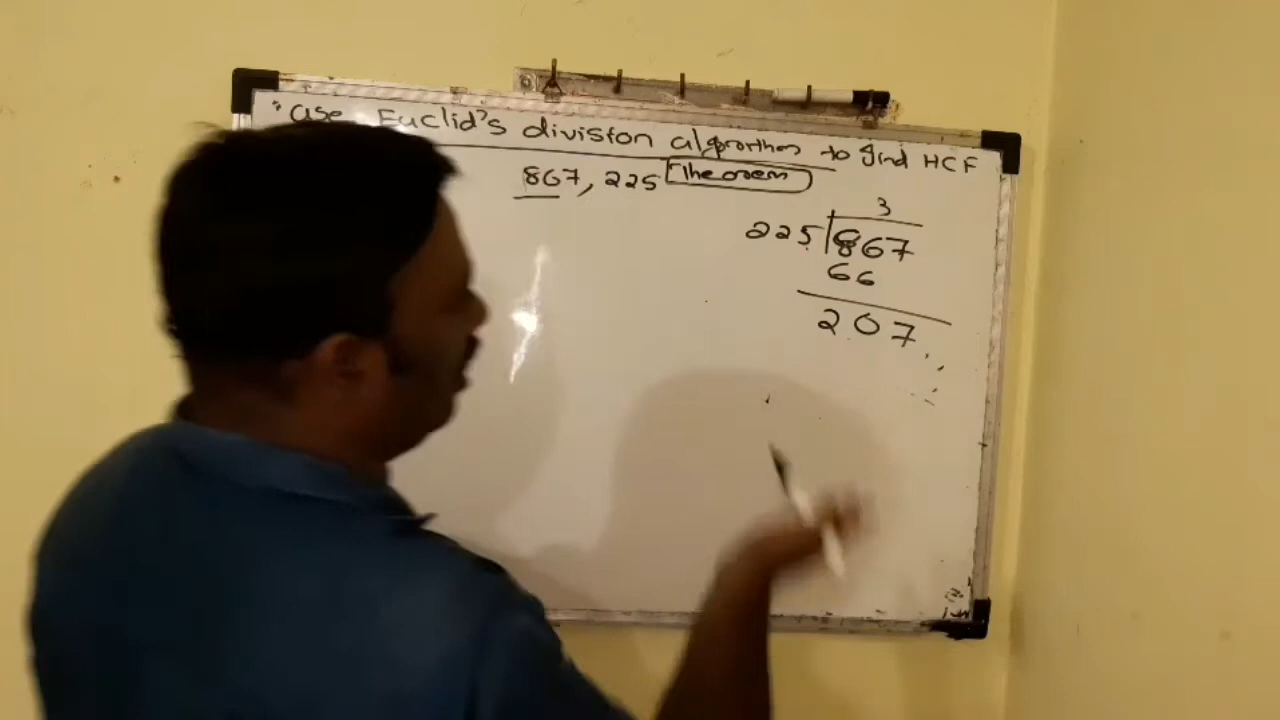 use Euclid's division algorithm to find HCF
867, 225 Theorem
3
225 867
66
207